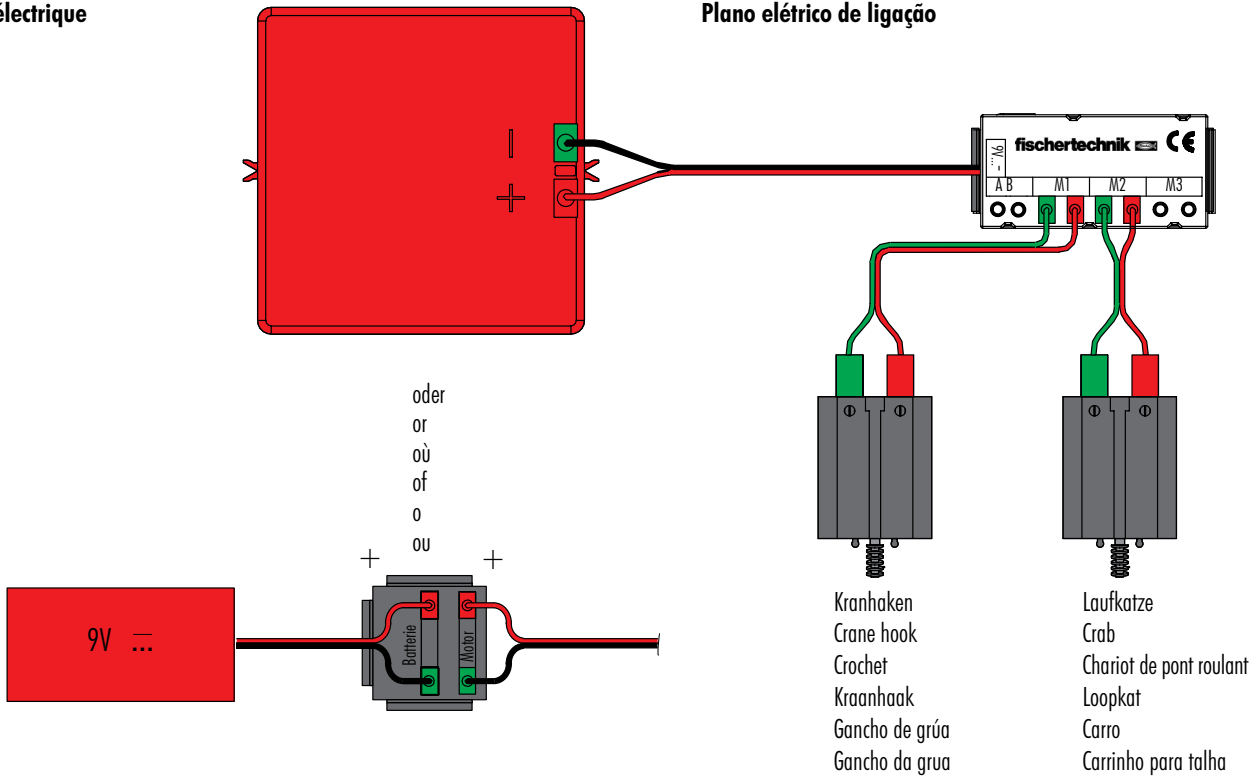 électrique
Plano elétrico de ligação
−
+
fischertechnik CE
9V... -
A B M1 M2 M3
oder
or
où
of
o
ou
+ +
9V
Batterie
Motor
Kranhaken
Crane hook
Crochet
Kraanhaak
Gancho de grúa
Gancho da grua
Laufkatze
Crab
Chariot de pont roulant
Loopkat
Carro
Carrinho para talha